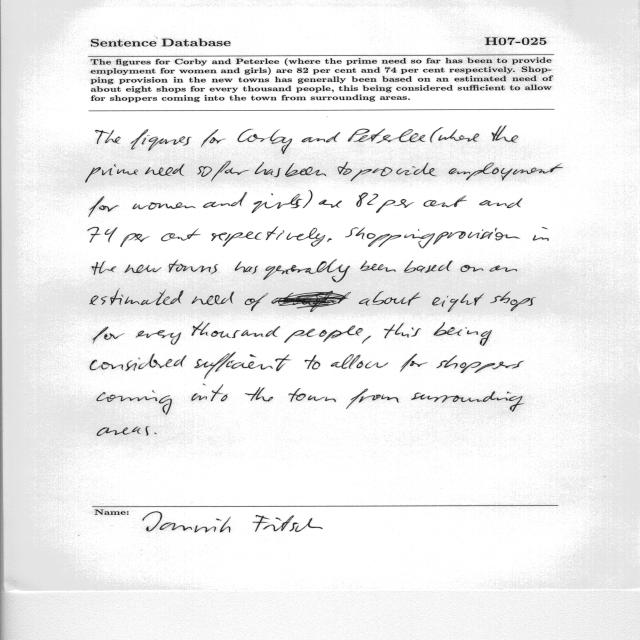 Sentence Database H07-025
The figures for Corby and Peterlee (where the prime need so far has been to provide
employment for women and girls) are 82 per cent and 74 per cent respectively. Shop-
ping provision in the new towns has generally been based on an estimated need of
about eight shops for every thousand people, this being considered sufficient to allow
for shoppers coming into the town from surrounding areas.
The figures for Corby and Peterlee (where the
prime need so far has been to provide employment
for women and girls) are 82 per cent and
74 per cent respectively. Shopping provision in
the new towns has generally been based on an
estimated need of about eight shops
for every thousand people, this being
considered sufficient to allow for shoppers
coming into the town from surrounding
areas.
Name: Jannik Fritsch